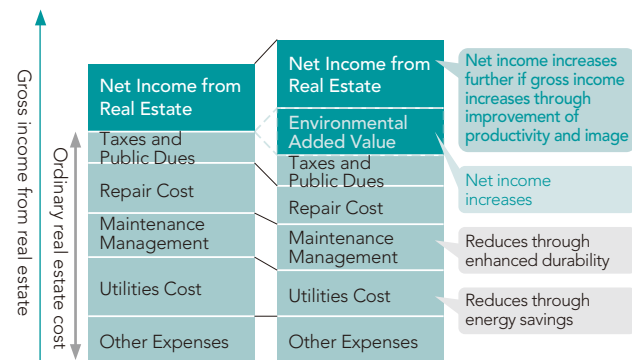 Gross income from real estate
Ordinary real estate cost
Net Income from
Real Estate
Taxes and
Public Dues
Repair Cost
Maintenance
Management
Utilities Cost
Other Expenses
Net Income from
Real Estate
Environmental
Added Value
Taxes and
Public Dues
Repair Cost
Maintenance
Management
Utilities Cost
Other Expenses
Net income increases
further if gross income
increases through
improvement of
productivity and image
Net income
increases
Reduces through
enhanced durability
Reduces through
energy savings